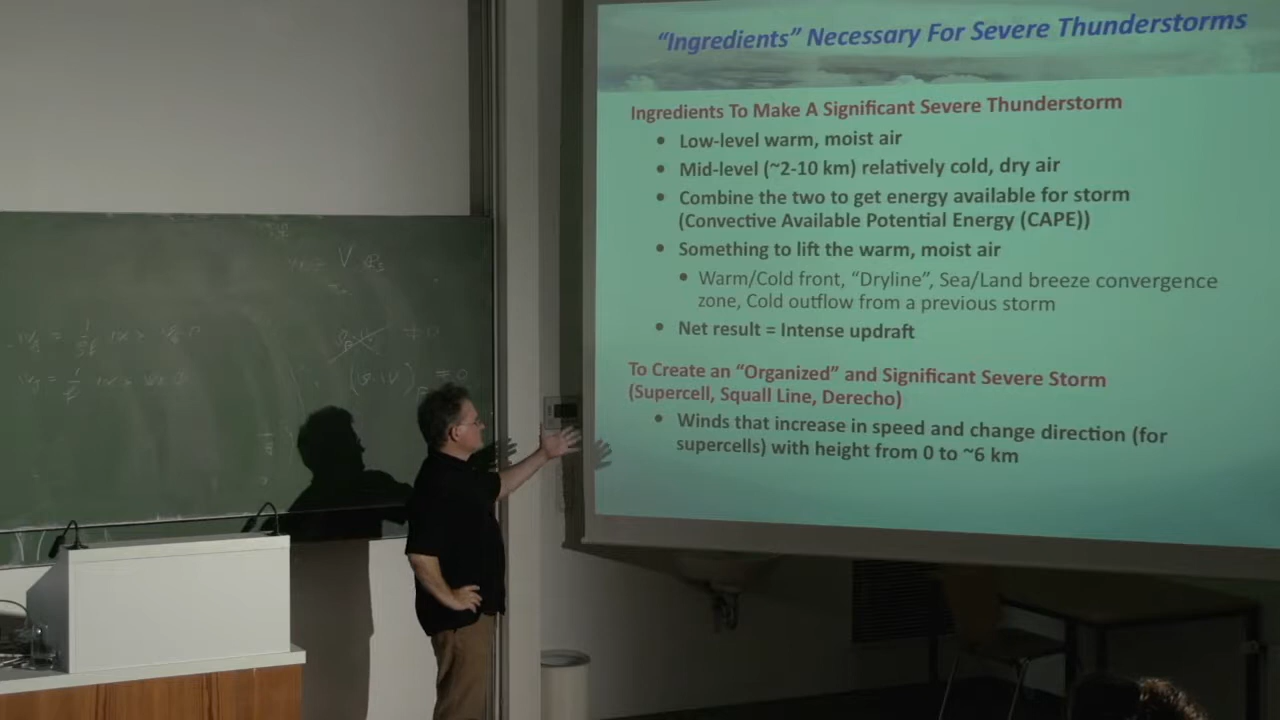 “Ingredients” Necessary For Severe Thunderstorms
Ingredients To Make A Significant Severe Thunderstorm
• Low-level warm, moist air
• Mid-level (~2-10 km) relatively cold, dry air
• Combine the two to get energy available for storm
(Convective Available Potential Energy (CAPE))
• Something to lift the warm, moist air
• Warm/Cold front, “Dryline”, Sea/Land breeze convergence
zone, Cold outflow from a previous storm
• Net result = Intense updraft
To Create an “Organized” and Significant Severe Storm
(Supercell, Squall Line, Derecho)
• Winds that increase in speed and change direction (for
supercells) with height from 0 to ~6 km